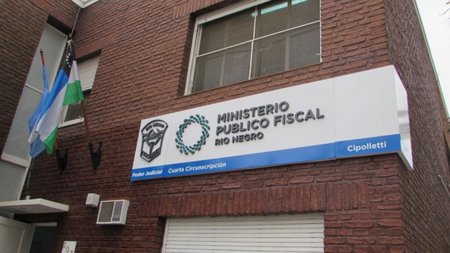 MINISTERIO
PUBLICO FISCAL
RIO NEGRO
Poder Judicial Cuarta Circunscripción Cipolletti